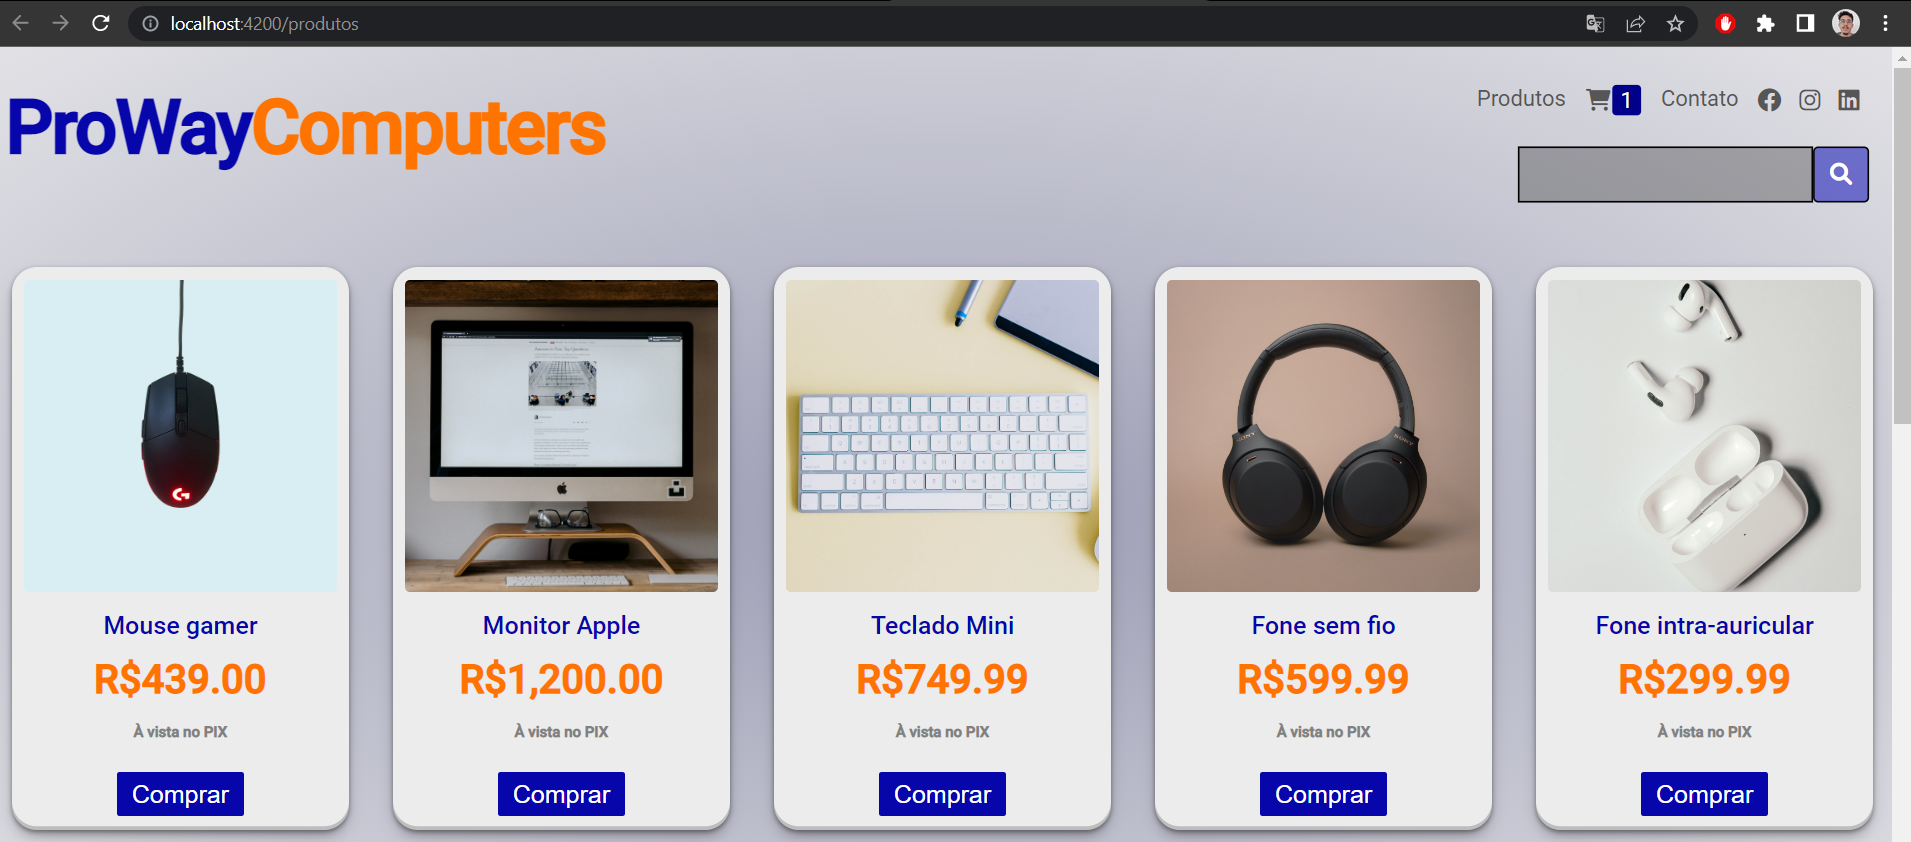 localhost:4200/produtos
ProWayComputers
Produtos 1 Contato
Mouse gamer
R$439.00
À vista no PIX
Comprar
Monitor Apple
R$1,200.00
À vista no PIX
Comprar
Teclado Mini
R$749.99
À vista no PIX
Comprar
SONY SONY
Fone sem fio
R$599.99
À vista no PIX
Comprar
Fone intra-auricular
R$299.99
À vista no PIX
Comprar